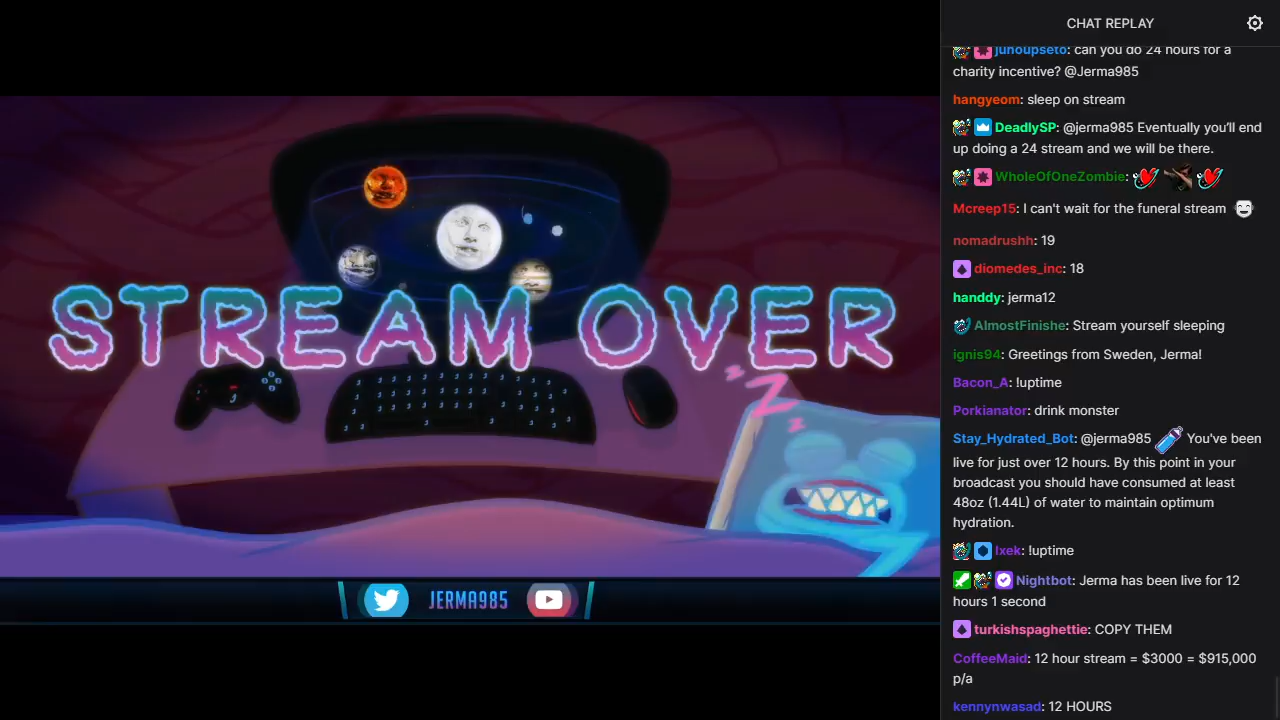 STREAM OVER
z
Z
z
JERMA985
CHAT REPLAY
junoupseto: can you do 24 hours for a
charity incentive? @Jerma985
hangyeom: sleep on stream
DeadlySP: @jerma985 Eventually you'll end
up doing a 24 stream and we will be there.
WholeOfOneZombie:
Mcreep15: I can't wait for the funeral stream
nomadrushh: 19
diomedes_inc: 18
handdy: jerma12
AlmostFinishe: Stream yourself sleeping
ignis94: Greetings from Sweden, Jerma!
Bacon_A: !uptime
Porkianator: drink monster
Stay_Hydrated_Bot: @jerma985 You've been
live for just over 12 hours. By this point in your
broadcast you should have consumed at least
48oz (1.44L) of water to maintain optimum
hydration.
Nightbot: Jerma has been live for 12
hours 1 second
turkishspaghettie: COPY THEM
CoffeeMaid: 12 hour stream = $3000 = $915,000
p/a
kennynwasad: 12 HOURS